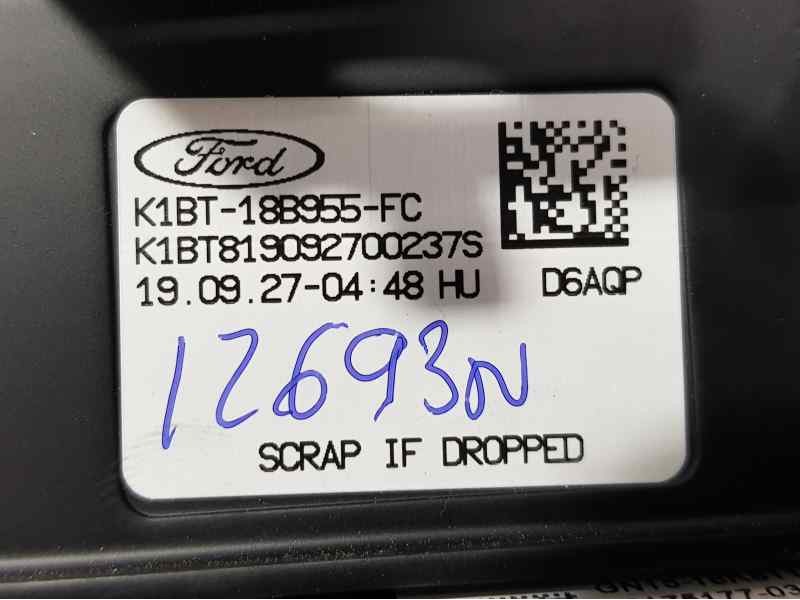 Ford
K1BT-18B955-FC
K1BT819092700237S
19.09.27-04:48 HU D6AQP
12693N
SCRAP IF DROPPED